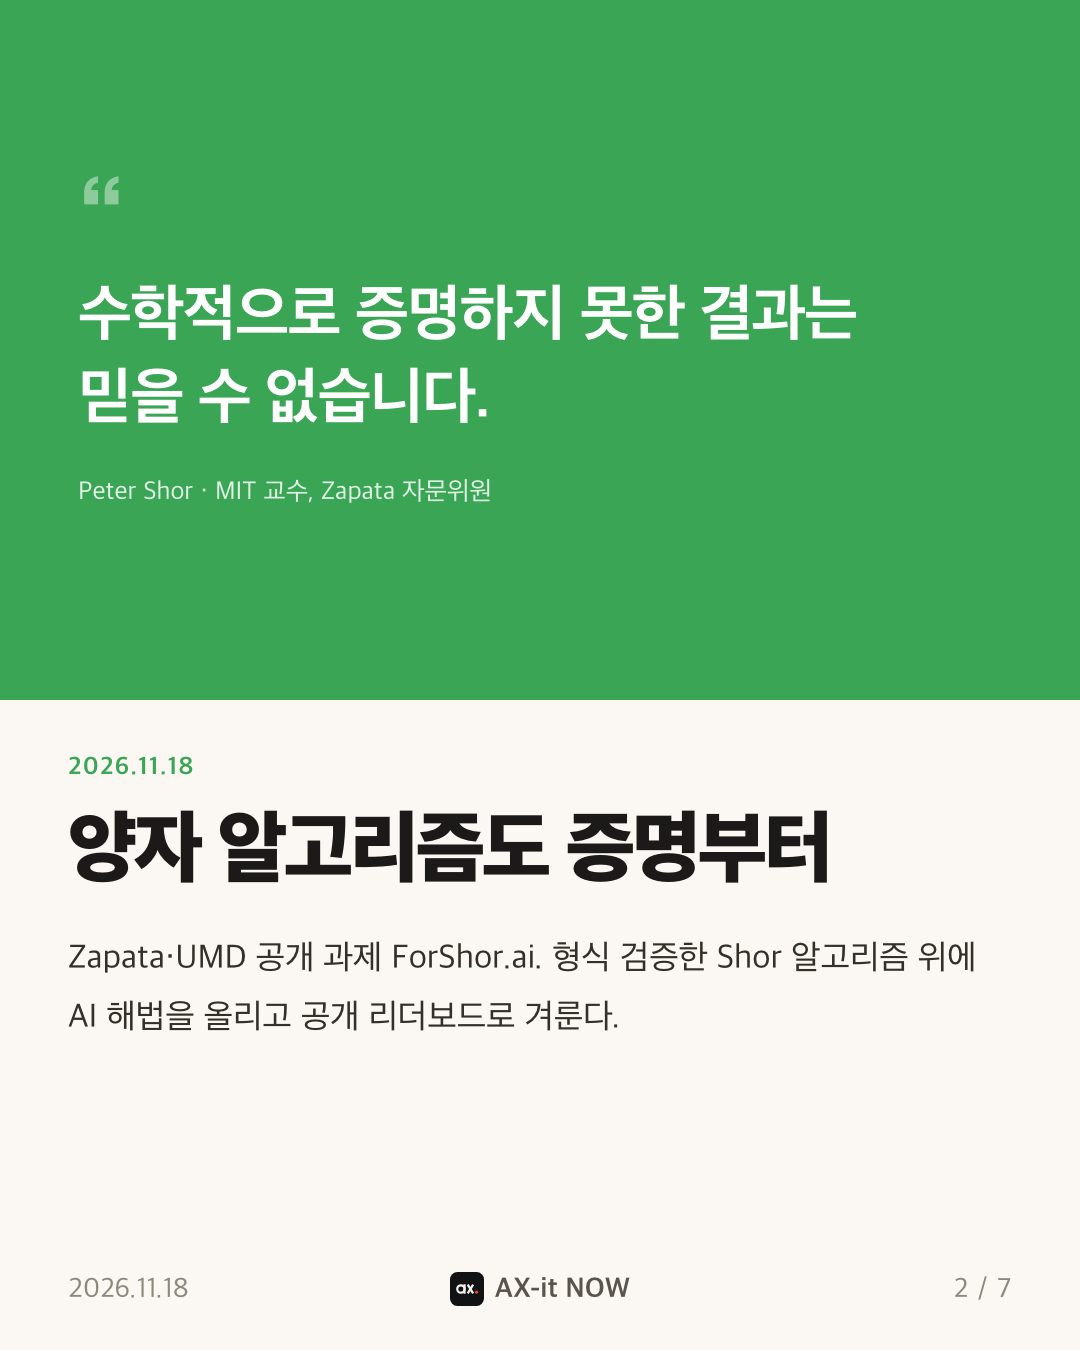 “
수학적으로 증명하지 못한 결과는
믿을 수 없습니다.
Peter Shor · MIT 교수, Zapata 자문위원
2026.11.18
양자 알고리즘도 증명부터
Zapata·UMD 공개 과제 ForShor.ai. 형식 검증한 Shor 알고리즘 위에
AI 해법을 올리고 공개 리더보드로 겨룬다.
2026.11.18
ax. AX-it NOW
2 / 7